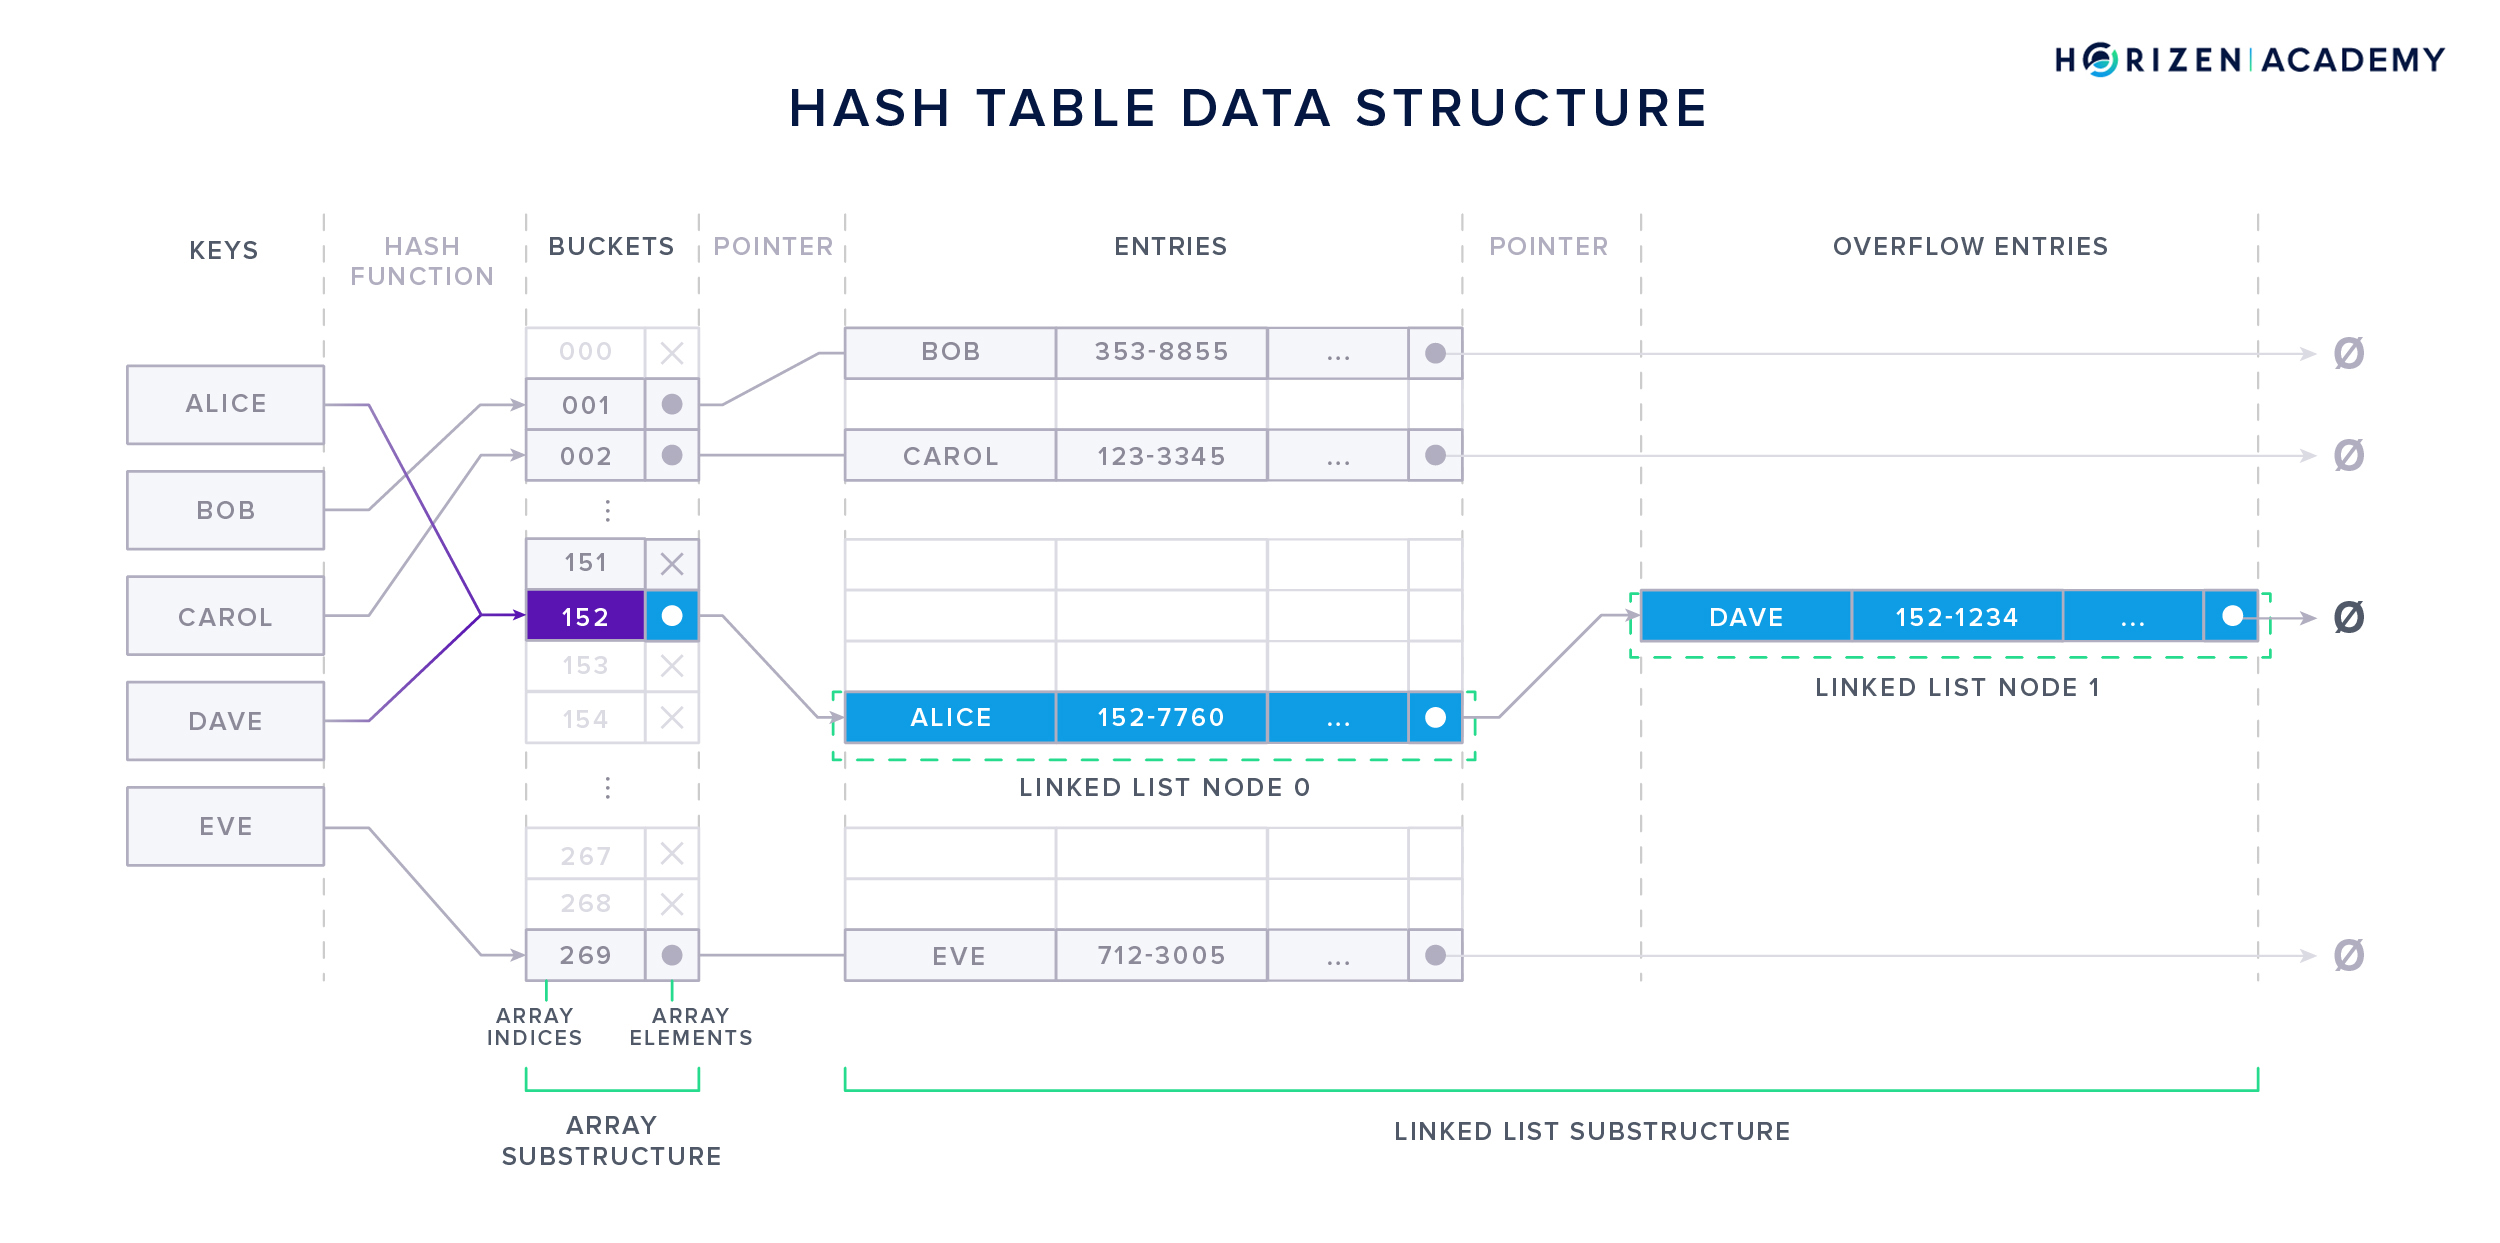 HORIZEN ACADEMY
HASH TABLE DATA STRUCTURE
KEYS
HASH
FUNCTION
BUCKETS
POINTER
ENTRIES
POINTER
OVERFLOW ENTRIES
ALICE
BOB
CAROL
DAVE
EVE
000
001
002
⋮
151
152
153
154
⋮
267
268
269
BOB 353-8855 ... Ø
CAROL 123-3345 ... Ø
ALICE 152-7760 ...
LINKED LIST NODE 0
DAVE 152-1234 ... Ø
LINKED LIST NODE 1
EVE 712-3005 ... Ø
ARRAY
INDICES
ARRAY
ELEMENTS
ARRAY
SUBSTRUCTURE
LINKED LIST SUBSTRUCTURE